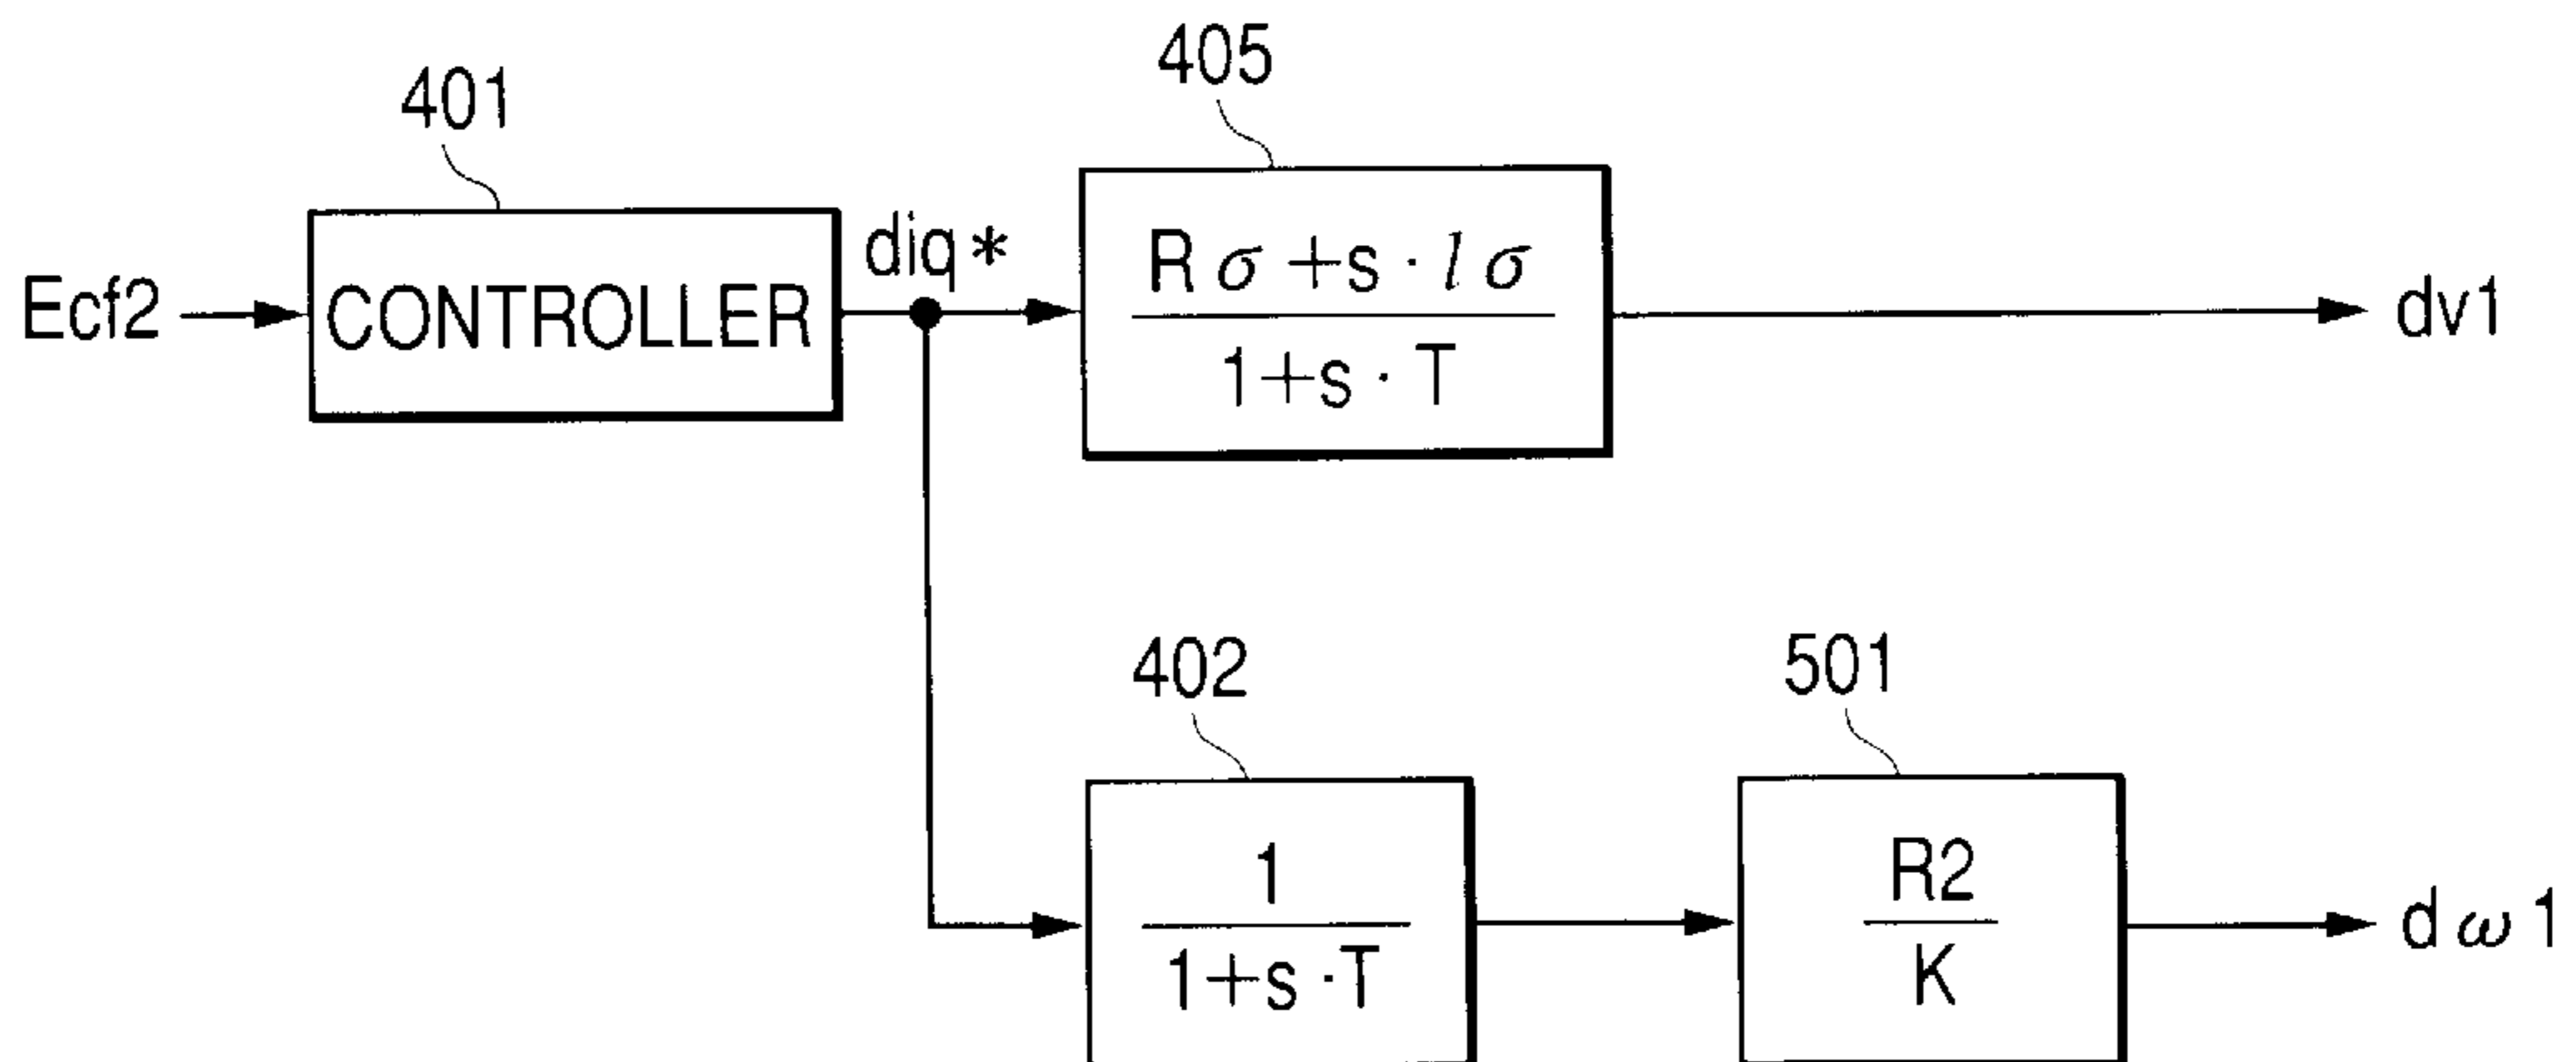 401
405
Ecf2
CONTROLLER
diq*
Rσ+s·lσ
1+s·T
dv1
402
501
1
1+s·T
R2
K
dω1